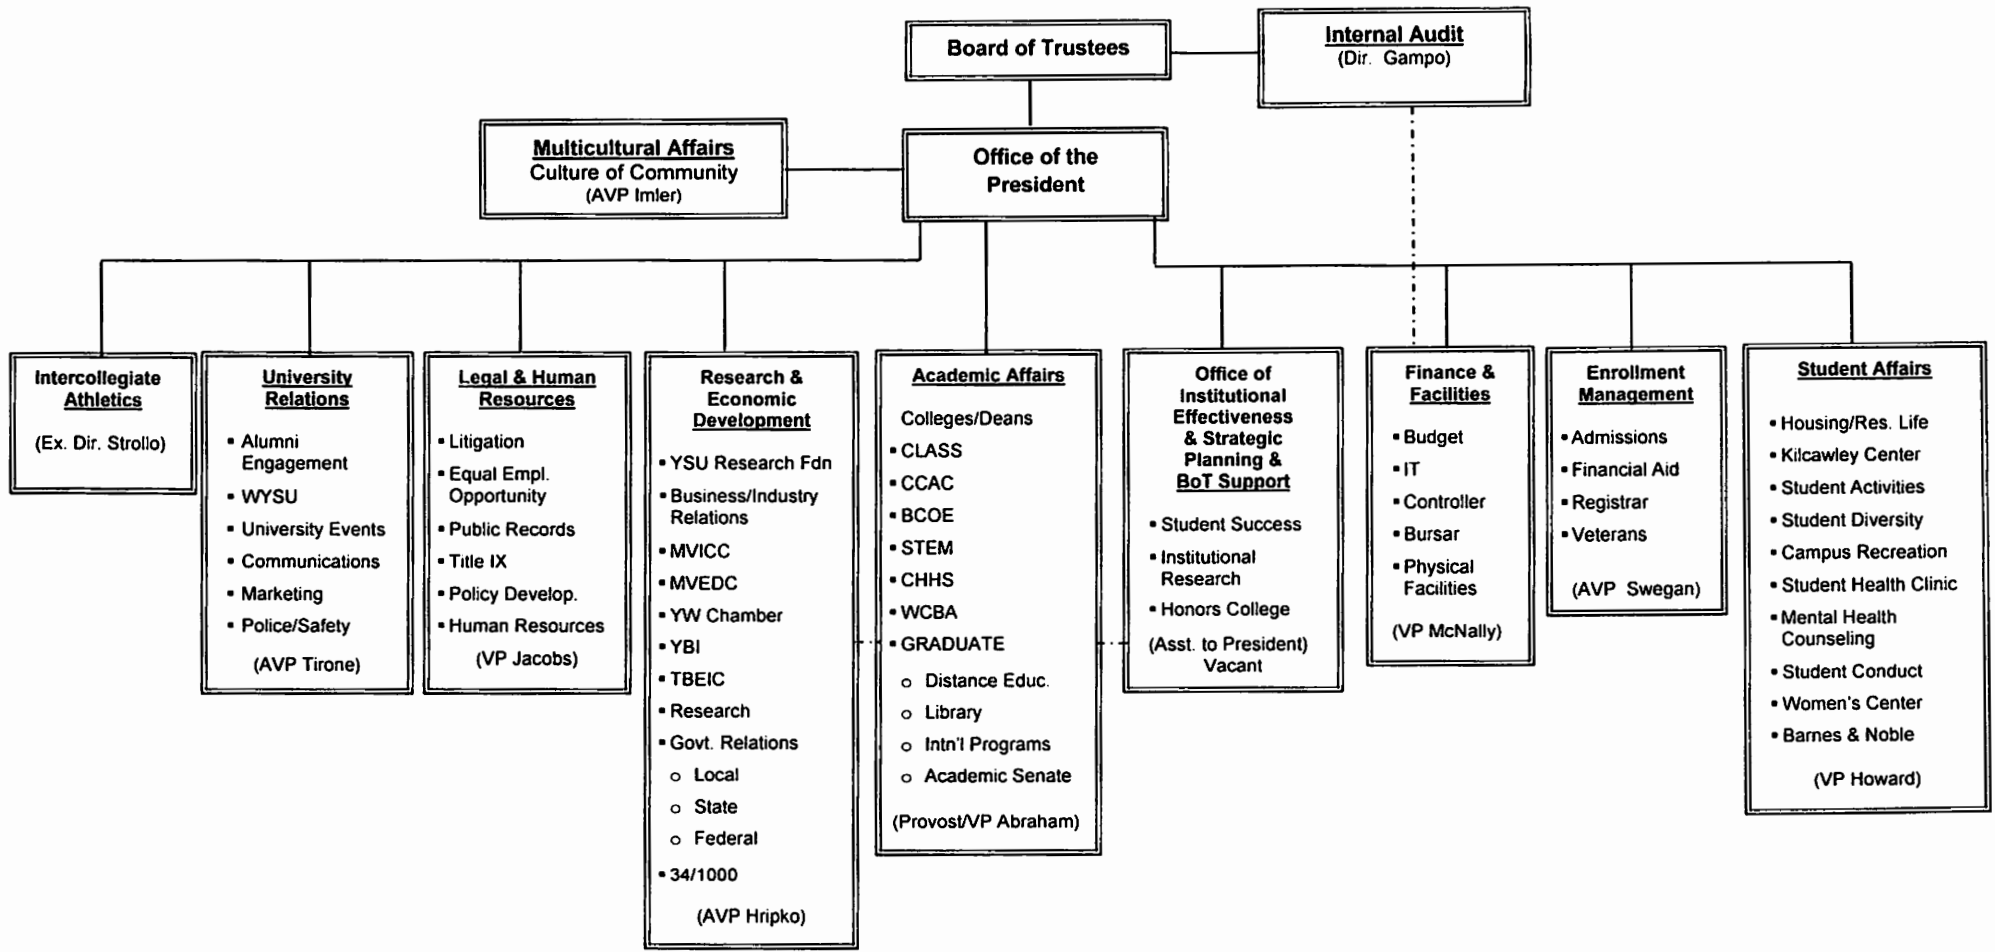 Board of Trustees
Internal Audit
(Dir. Gampo)
Multicultural Affairs
Culture of Community
(AVP Imler)
Office of the
President
Intercollegiate
Athletics
(Ex. Dir. Strollo)
University
Relations
▪ Alumni
Engagement
▪ WYSU
▪ University Events
▪ Communications
▪ Marketing
▪ Police/Safety
(AVP Tirone)
Legal & Human
Resources
▪ Litigation
▪ Equal Empl.
Opportunity
▪ Public Records
▪ Title IX
▪ Policy Develop.
▪ Human Resources
(VP Jacobs)
Research &
Economic
Development
▪ YSU Research Fdn
▪ Business/Industry
Relations
▪ MVICC
▪ MVEDC
▪ YW Chamber
▪ YBI
▪ TBEIC
▪ Research
▪ Govt. Relations
o Local
o State
o Federal
▪ 34/1000
(AVP Hripko)
Academic Affairs
Colleges/Deans
▪ CLASS
▪ CCAC
▪ BCOE
▪ STEM
▪ CHHS
▪ WCBA
▪ GRADUATE
o Distance Educ.
o Library
o Intn'l Programs
o Academic Senate
(Provost/VP Abraham)
Office of
Institutional
Effectiveness
& Strategic
Planning &
BoT Support
▪ Student Success
▪ Institutional
Research
▪ Honors College
(Asst. to President)
Vacant
Finance &
Facilities
▪ Budget
▪ IT
▪ Controller
▪ Bursar
▪ Physical
Facilities
(VP McNally)
Enrollment
Management
▪ Admissions
▪ Financial Aid
▪ Registrar
▪ Veterans
(AVP Swegan)
Student Affairs
▪ Housing/Res. Life
▪ Kilcawley Center
▪ Student Activities
▪ Student Diversity
▪ Campus Recreation
▪ Student Health Clinic
▪ Mental Health
Counseling
▪ Student Conduct
▪ Women's Center
▪ Barnes & Noble
(VP Howard)